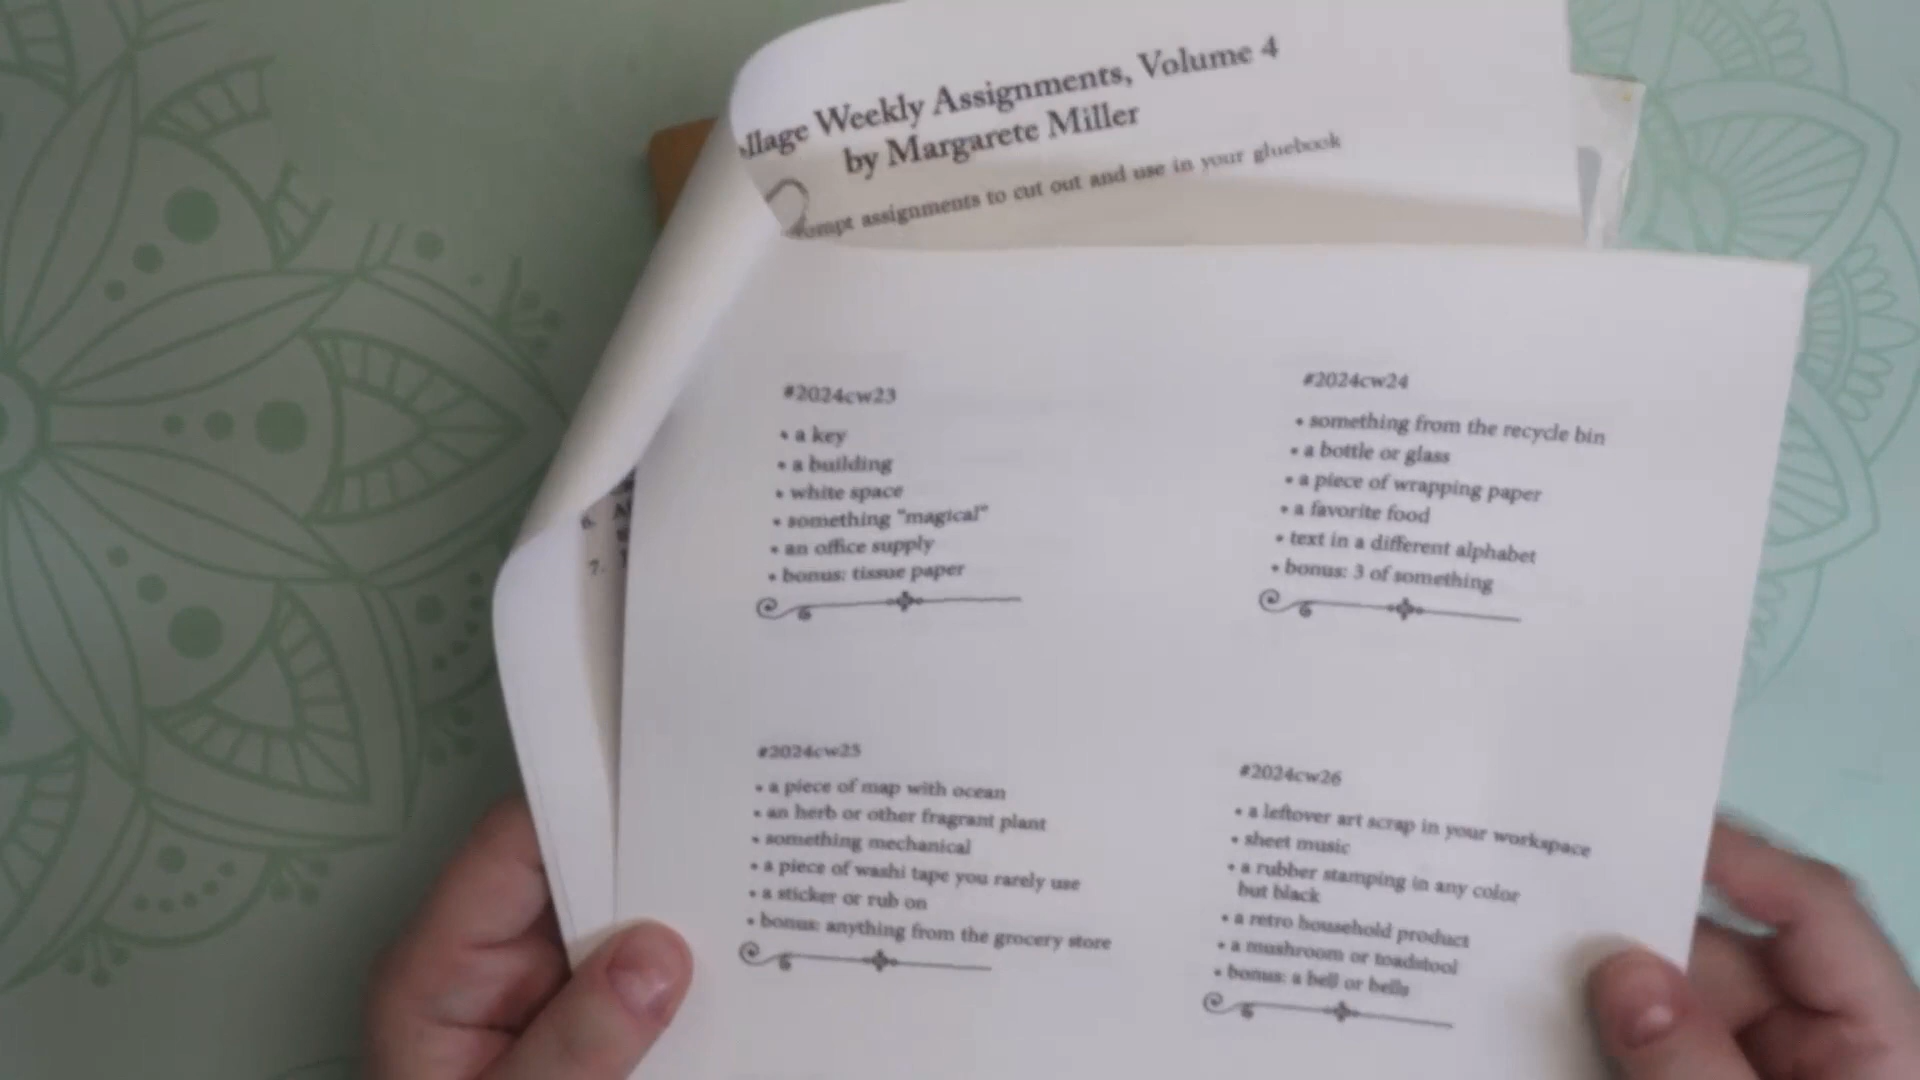 Weekly Assignments, Volume 4
by Margarete Miller
assignments to cut out and use in your gluebook
6.
7.
#2024cw23
• a key
• a building
• white space
• something "magical"
• an office supply
• bonus: tissue paper
#2024cw24
• something from the recycle bin
• a bottle or glass
• a piece of wrapping paper
• a favorite food
• text in a different alphabet
• bonus: 3 of something
#2024cw25
• a piece of map with ocean
• an herb or other fragrant plant
• something mechanical
• a piece of washi tape you rarely use
• a sticker or rub on
• bonus: anything from the grocery store
#2024cw26
• a leftover art scrap in your workspace
• sheet music
• a rubber stamping in any color
but black
• a retro household product
• a mushroom or toadstool
• bonus: a bell or bells